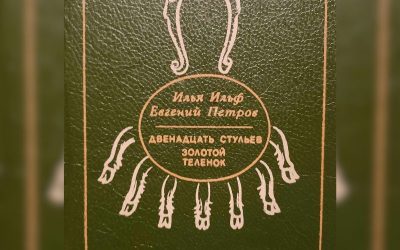 Илья Ильф
Евгений Петров
ДВЕНАДЦАТЬ СТУЛЬЕВ
ЗОЛОТОЙ
ТЕЛЕНОК